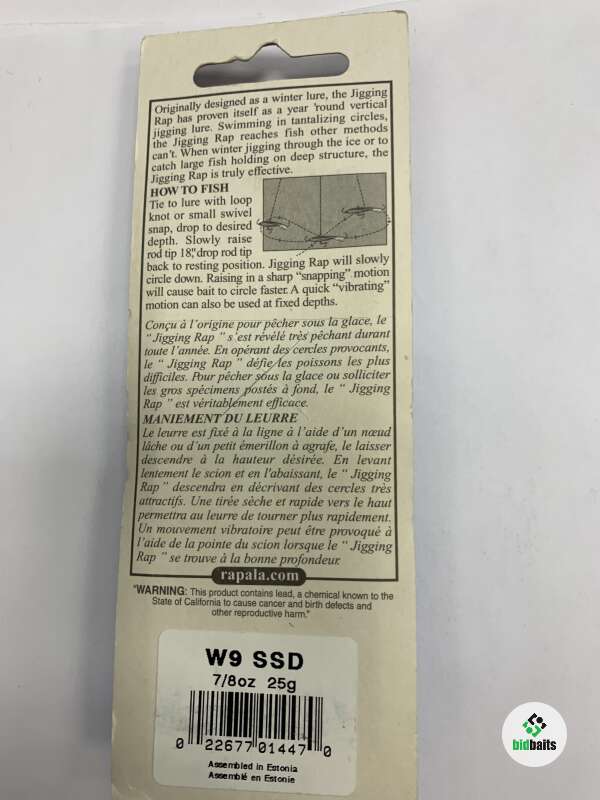 Originally designed as a winter lure, the Jigging
Rap has proven itself as a year 'round vertical
jigging lure. Swimming in tantalizing circles,
the Jigging Rap reaches fish other methods
can't. When winter jigging through the ice or to
catch large fish holding on deep structure, the
Jigging Rap is truly effective.
HOW TO FISH
Tie to lure with loop
knot or small swivel
snap, drop to desired
depth. Slowly raise
rod tip 18", drop rod tip
back to resting position. Jigging Rap will slowly
circle down. Raising in a sharp "snapping" motion
will cause bait to circle faster. A quick "vibrating"
motion can also be used at fixed depths.
Conçu à l'origine pour pêcher sous la glace, le
" Jigging Rap " s'est révélé très pêchant durant
toute l'année. En opérant des cercles provocants,
le " Jigging Rap " défie les poissons les plus
difficiles. Pour pêcher sous la glace ou solliciter
les gros spécimens postés à fond, le " Jigging
Rap " est véritablement efficace.
MANIEMENT DU LEURRE
Le leurre est fixé à la ligne à l'aide d'un nœud
lâche ou d'un petit émerillon à agrafe, le laisser
descendre à la hauteur désirée. En levant
lentement le scion et en l'abaissant, le " Jigging
Rap " descendra en décrivant des cercles très
attractifs. Une tirée sèche et rapide vers le haut
permettra au leurre de tourner plus rapidement.
Un mouvement vibratoire peut être provoqué à
l'aide de la pointe du scion lorsque le " Jigging
Rap " se trouve à la bonne profondeur.
rapala.com
"WARNING: This product contains lead, a chemical known to the
State of California to cause cancer and birth defects and
other reproductive harm."
W9 SSD
7/8oz 25g
0 22677 01447 0
Assembled in Estonia
Assemblé en Estonie
bidbaits